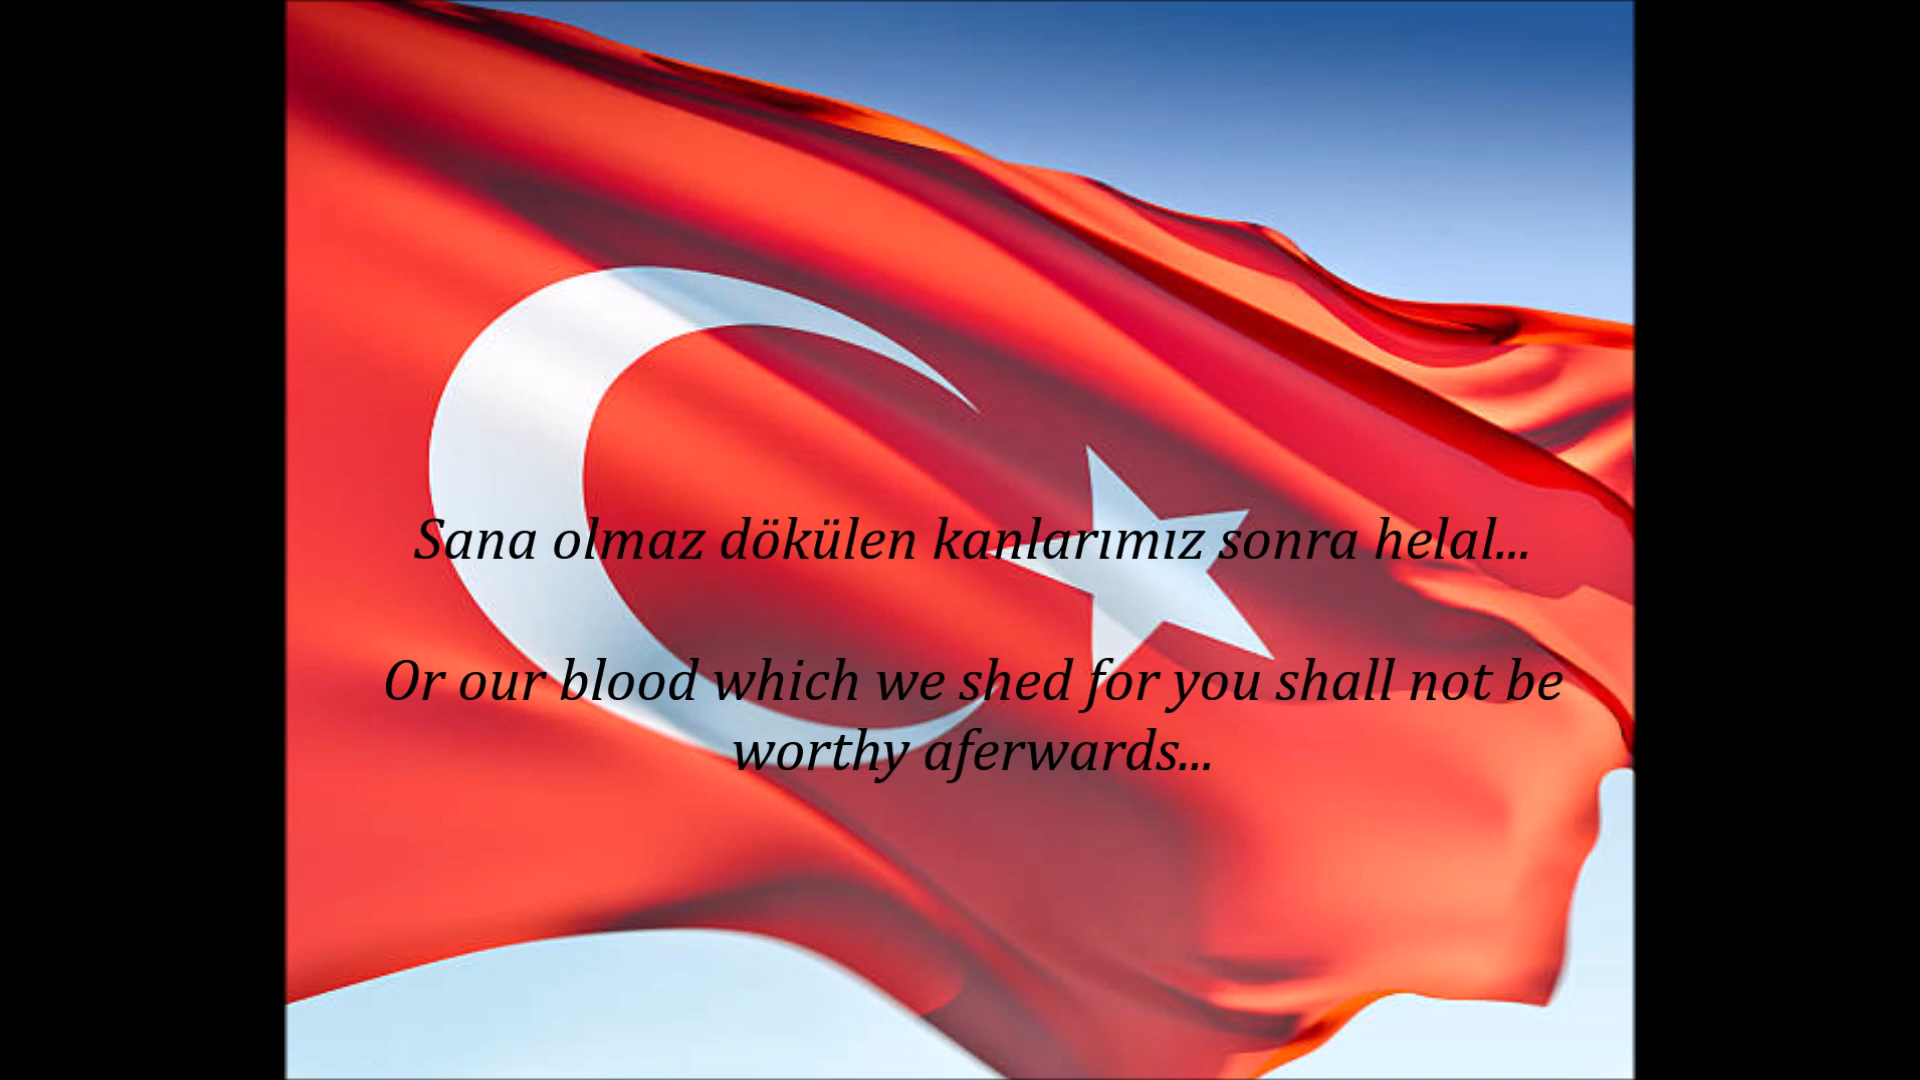 Sana olmaz dökülen kanlarımız sonra helal...
Or our blood which we shed for you shall not be
worthy aferwards...